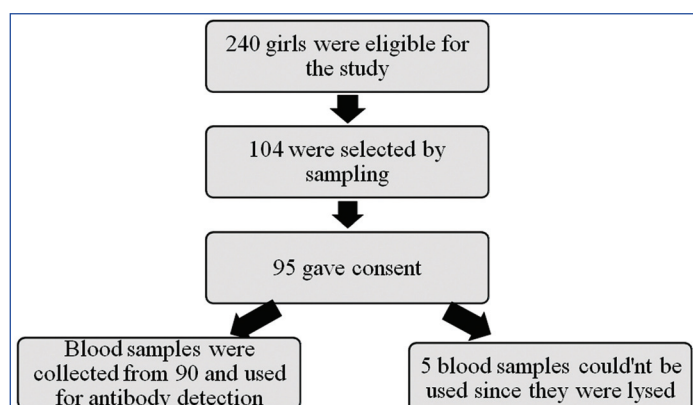 240 girls were eligible for
the study
104 were selected by
sampling
95 gave consent
Blood samples were
collected from 90 and used
for antibody detection
5 blood samples could'nt be
used since they were lysed